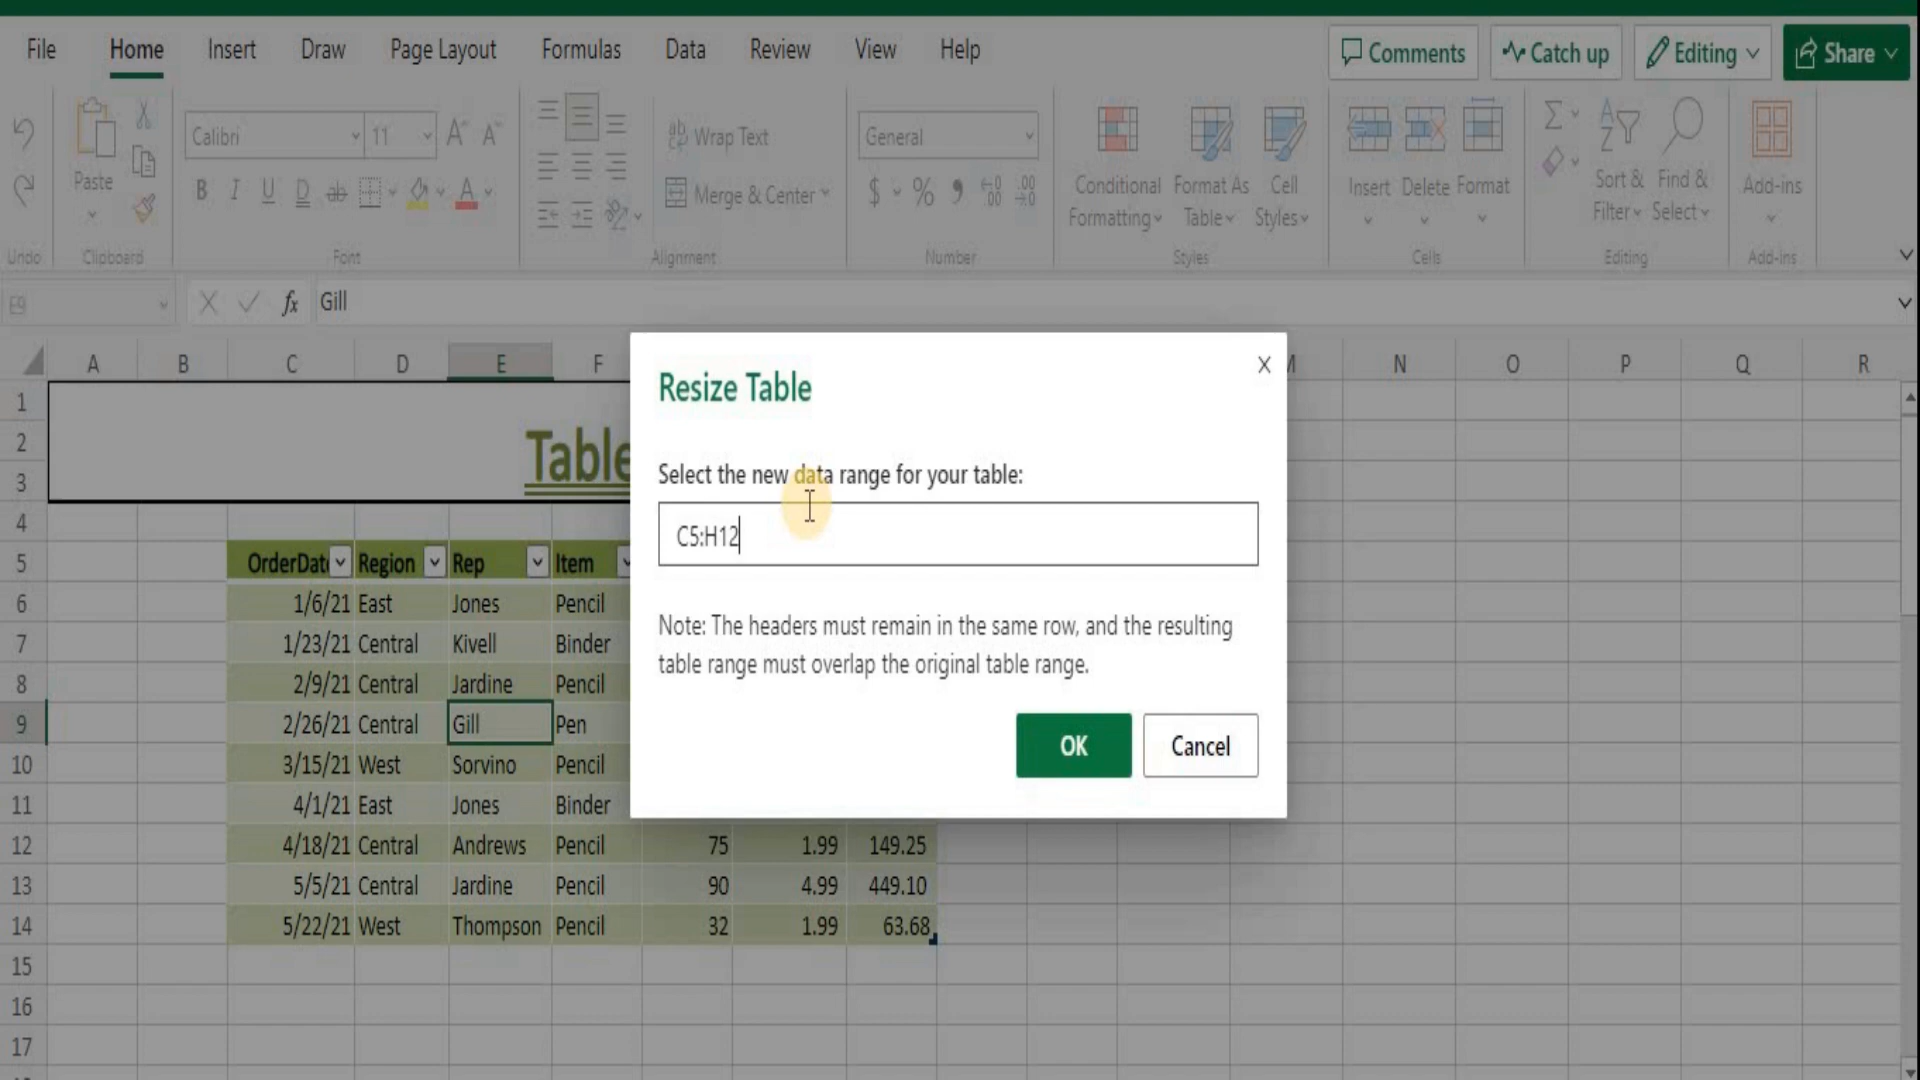 File Home Insert Draw Page Layout Formulas Data Review View Help Comments Catch up Editing Share
Calibri 11 Wrap Text General
Paste B I U D ab Merge & Center $ % .00
Conditional Formatting Format As Table Cell Styles Insert Delete Format Sort & Filter Find & Select Add-ins
Undo Clipboard Font Alignment Number Styles Cells Editing Add-ins
E9 fx Gill
A B C D E F M N O P Q R
1
2 Table
3
4
5 OrderDat Region Rep Item
6 1/6/21 East Jones Pencil
7 1/23/21 Central Kivell Binder
8 2/9/21 Central Jardine Pencil
9 2/26/21 Central Gill Pen
10 3/15/21 West Sorvino Pencil
11 4/1/21 East Jones Binder
12 4/18/21 Central Andrews Pencil 75 1.99 149.25
13 5/5/21 Central Jardine Pencil 90 4.99 449.10
14 5/22/21 West Thompson Pencil 32 1.99 63.68
15
16
17
Resize Table
X
Select the new data range for your table:
C5:H12
Note: The headers must remain in the same row, and the resulting
table range must overlap the original table range.
OK Cancel